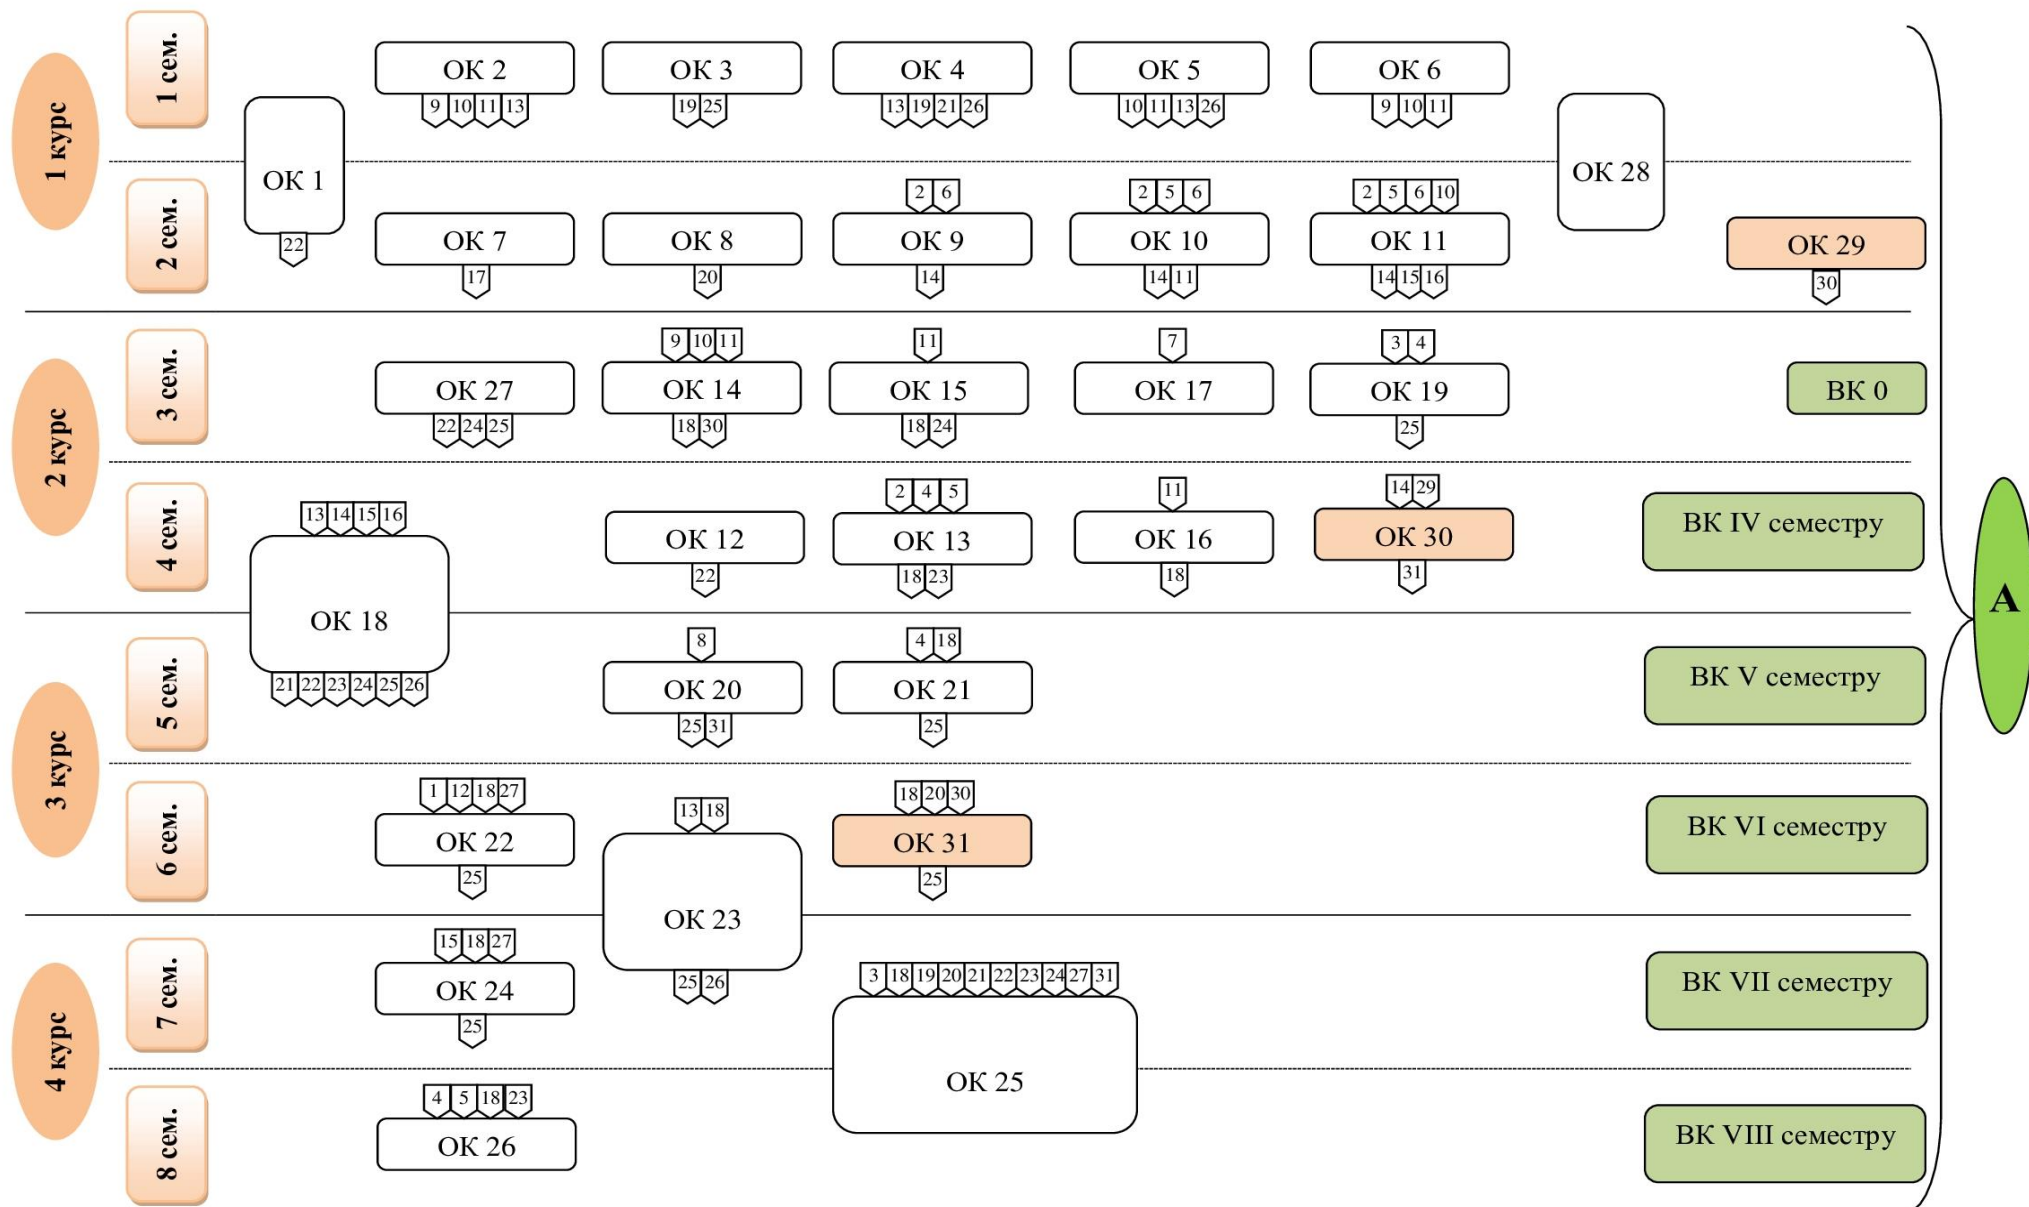 1 курс
1 сем.
ОК 2
9 10 11 13
ОК 3
19 25
ОК 4
13 19 21 26
ОК 5
10 11 13 26
ОК 6
9 10 11
ОК 1
22
ОК 28
2 сем.
ОК 7
17
ОК 8
20
2 6
ОК 9
14
2 5 6
ОК 10
14 11
2 5 6 10
ОК 11
14 15 16
ОК 29
30
2 курс
3 сем.
ОК 27
22 24 25
9 10 11
ОК 14
18 30
11
ОК 15
18 24
7
ОК 17
3 4
ОК 19
25
ВК 0
4 сем.
13 14 15 16
ОК 18
21 22 23 24 25 26
ОК 12
22
2 4 5
ОК 13
18 23
11
ОК 16
18
14 29
ОК 30
31
ВК IV семестру
3 курс
5 сем.
8
ОК 20
25 31
4 18
ОК 21
25
ВК V семестру
6 сем.
1 12 18 27
ОК 22
25
13 18
ОК 23
25 26
18 20 30
ОК 31
25
ВК VI семестру
4 курс
7 сем.
15 18 27
ОК 24
25
3 18 19 20 21 22 23 24 27 31
ОК 25
ВК VII семестру
8 сем.
4 5 18 23
ОК 26
ВК VIII семестру
А